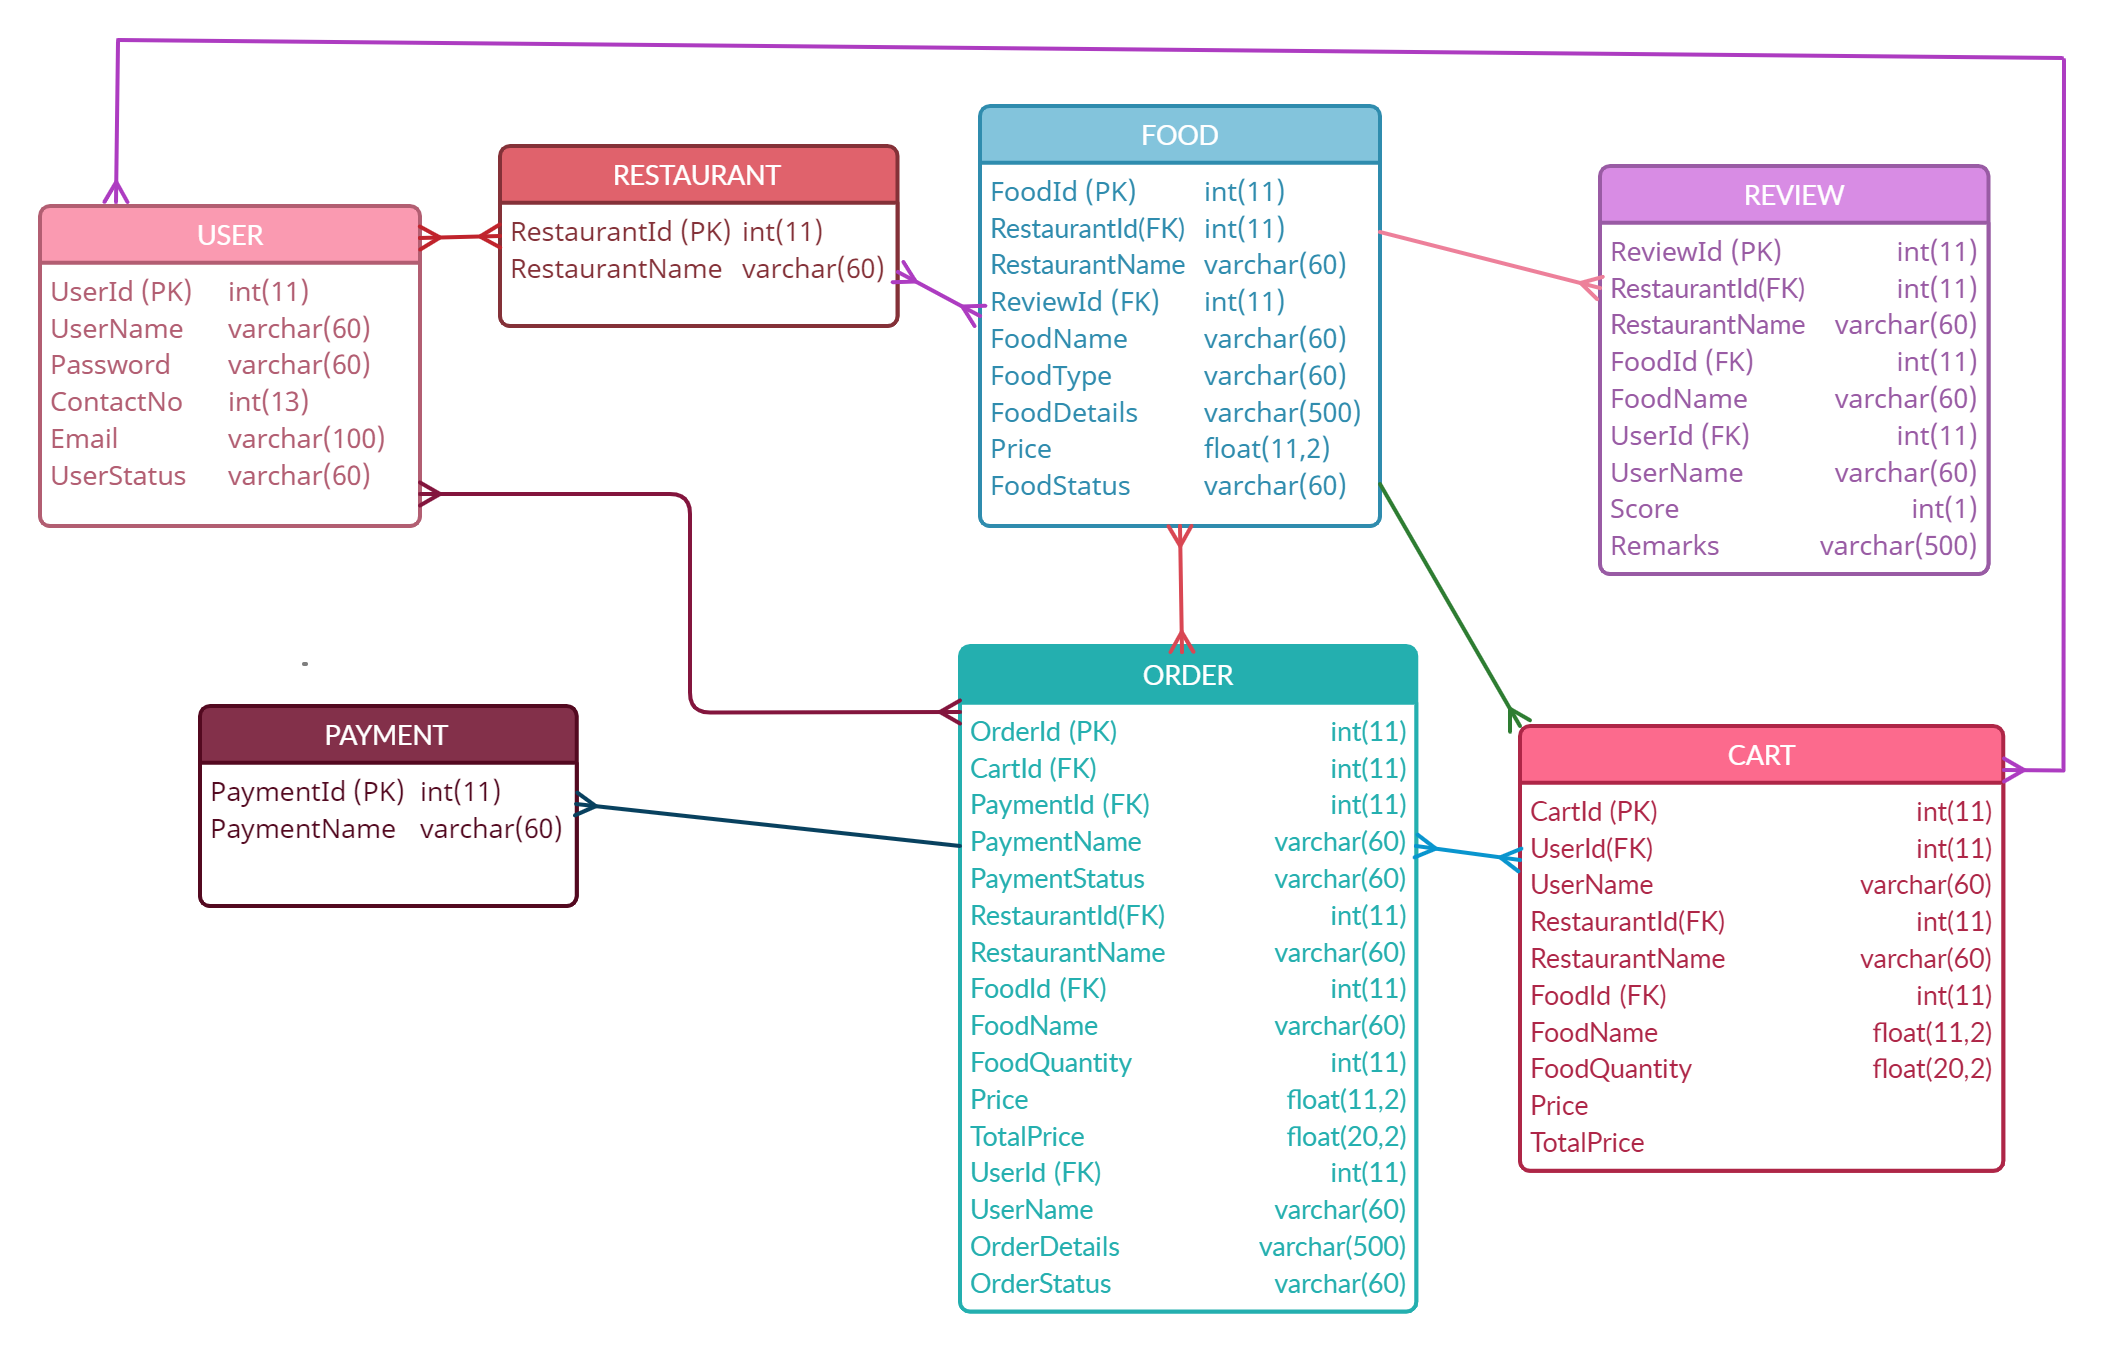 USER
UserId (PK) int(11)
UserName varchar(60)
Password varchar(60)
ContactNo int(13)
Email varchar(100)
UserStatus varchar(60)
RESTAURANT
RestaurantId (PK) int(11)
RestaurantName varchar(60)
FOOD
FoodId (PK) int(11)
RestaurantId(FK) int(11)
RestaurantName varchar(60)
ReviewId (FK) int(11)
FoodName varchar(60)
FoodType varchar(60)
FoodDetails varchar(500)
Price float(11,2)
FoodStatus varchar(60)
REVIEW
ReviewId (PK) int(11)
RestaurantId(FK) int(11)
RestaurantName varchar(60)
FoodId (FK) int(11)
FoodName varchar(60)
UserId (FK) int(11)
UserName varchar(60)
Score int(1)
Remarks varchar(500)
PAYMENT
PaymentId (PK) int(11)
PaymentName varchar(60)
ORDER
OrderId (PK) int(11)
CartId (FK) int(11)
PaymentId (FK) int(11)
PaymentName varchar(60)
PaymentStatus varchar(60)
RestaurantId(FK) int(11)
RestaurantName varchar(60)
FoodId (FK) int(11)
FoodName varchar(60)
FoodQuantity int(11)
Price float(11,2)
TotalPrice float(20,2)
UserId (FK) int(11)
UserName varchar(60)
OrderDetails varchar(500)
OrderStatus varchar(60)
CART
CartId (PK) int(11)
UserId(FK) int(11)
UserName varchar(60)
RestaurantId(FK) int(11)
RestaurantName varchar(60)
FoodId (FK) int(11)
FoodName float(11,2)
FoodQuantity float(20,2)
Price
TotalPrice